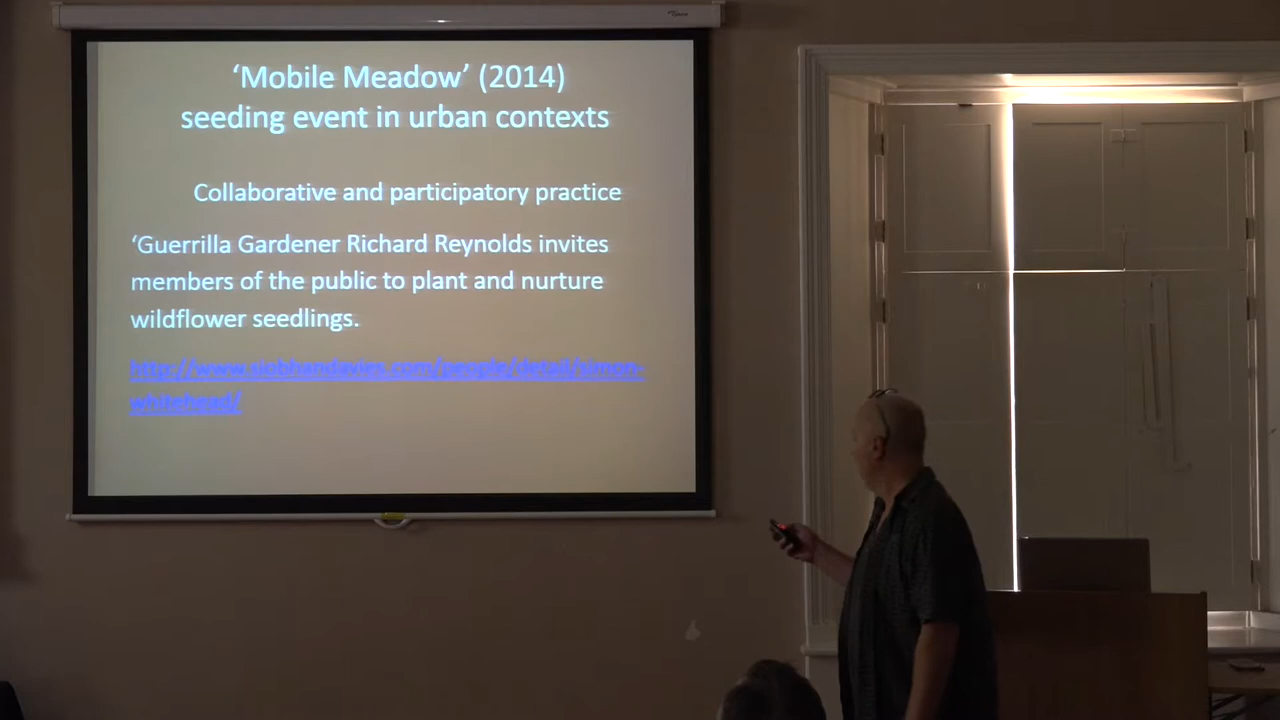 ‘Mobile Meadow’ (2014)
seeding event in urban contexts
Collaborative and participatory practice
‘Guerrilla Gardener Richard Reynolds invites
members of the public to plant and nurture
wildflower seedlings.
http://www.siobhandavies.com/people/detail/simon-
whitehead/